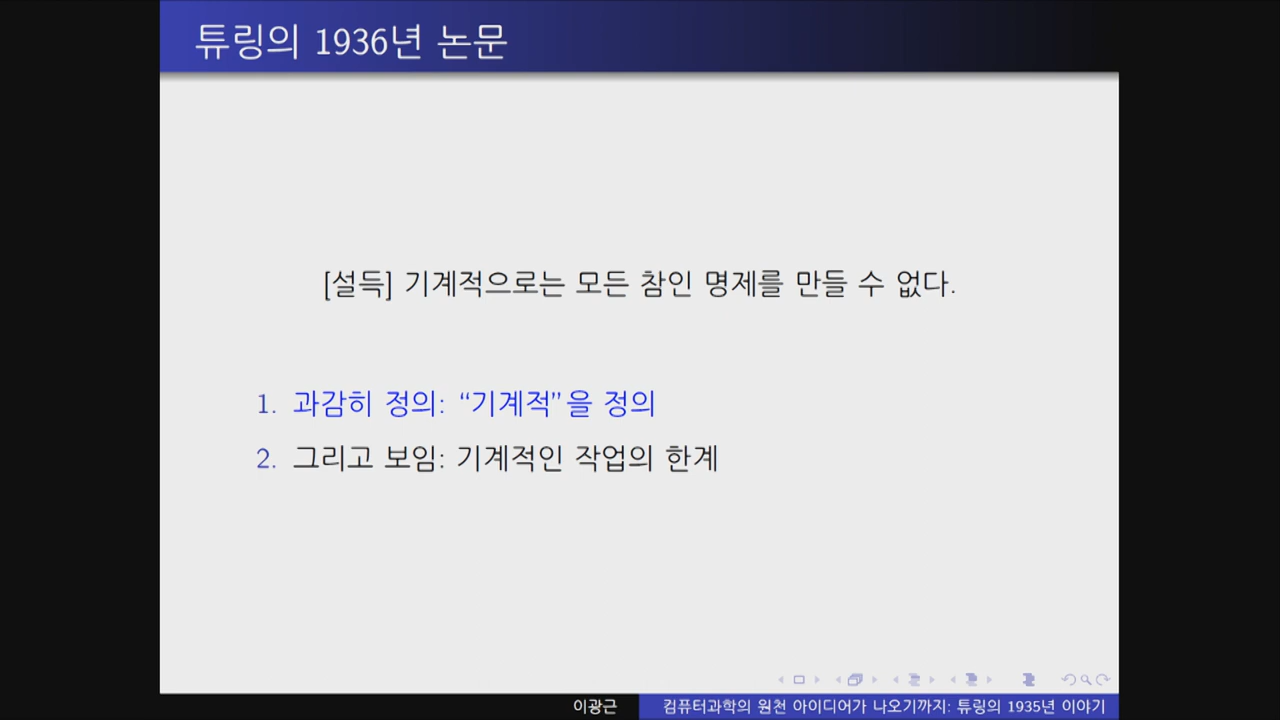 튜링의 1936년 논문
[설득] 기계적으로는 모든 참인 명제를 만들 수 없다.
1. 과감히 정의: “기계적”을 정의
2. 그리고 보임: 기계적인 작업의 한계
이광근
컴퓨터과학의 원천 아이디어가 나오기까지: 튜링의 1935년 이야기